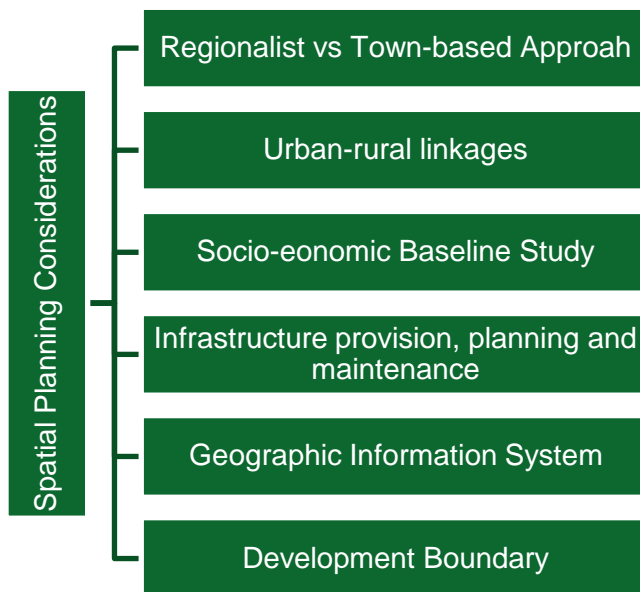 Spatial Planning Considerations
Regionalist vs Town-based Approah
Urban-rural linkages
Socio-eonomic Baseline Study
Infrastructure provision, planning and
maintenance
Geographic Information System
Development Boundary